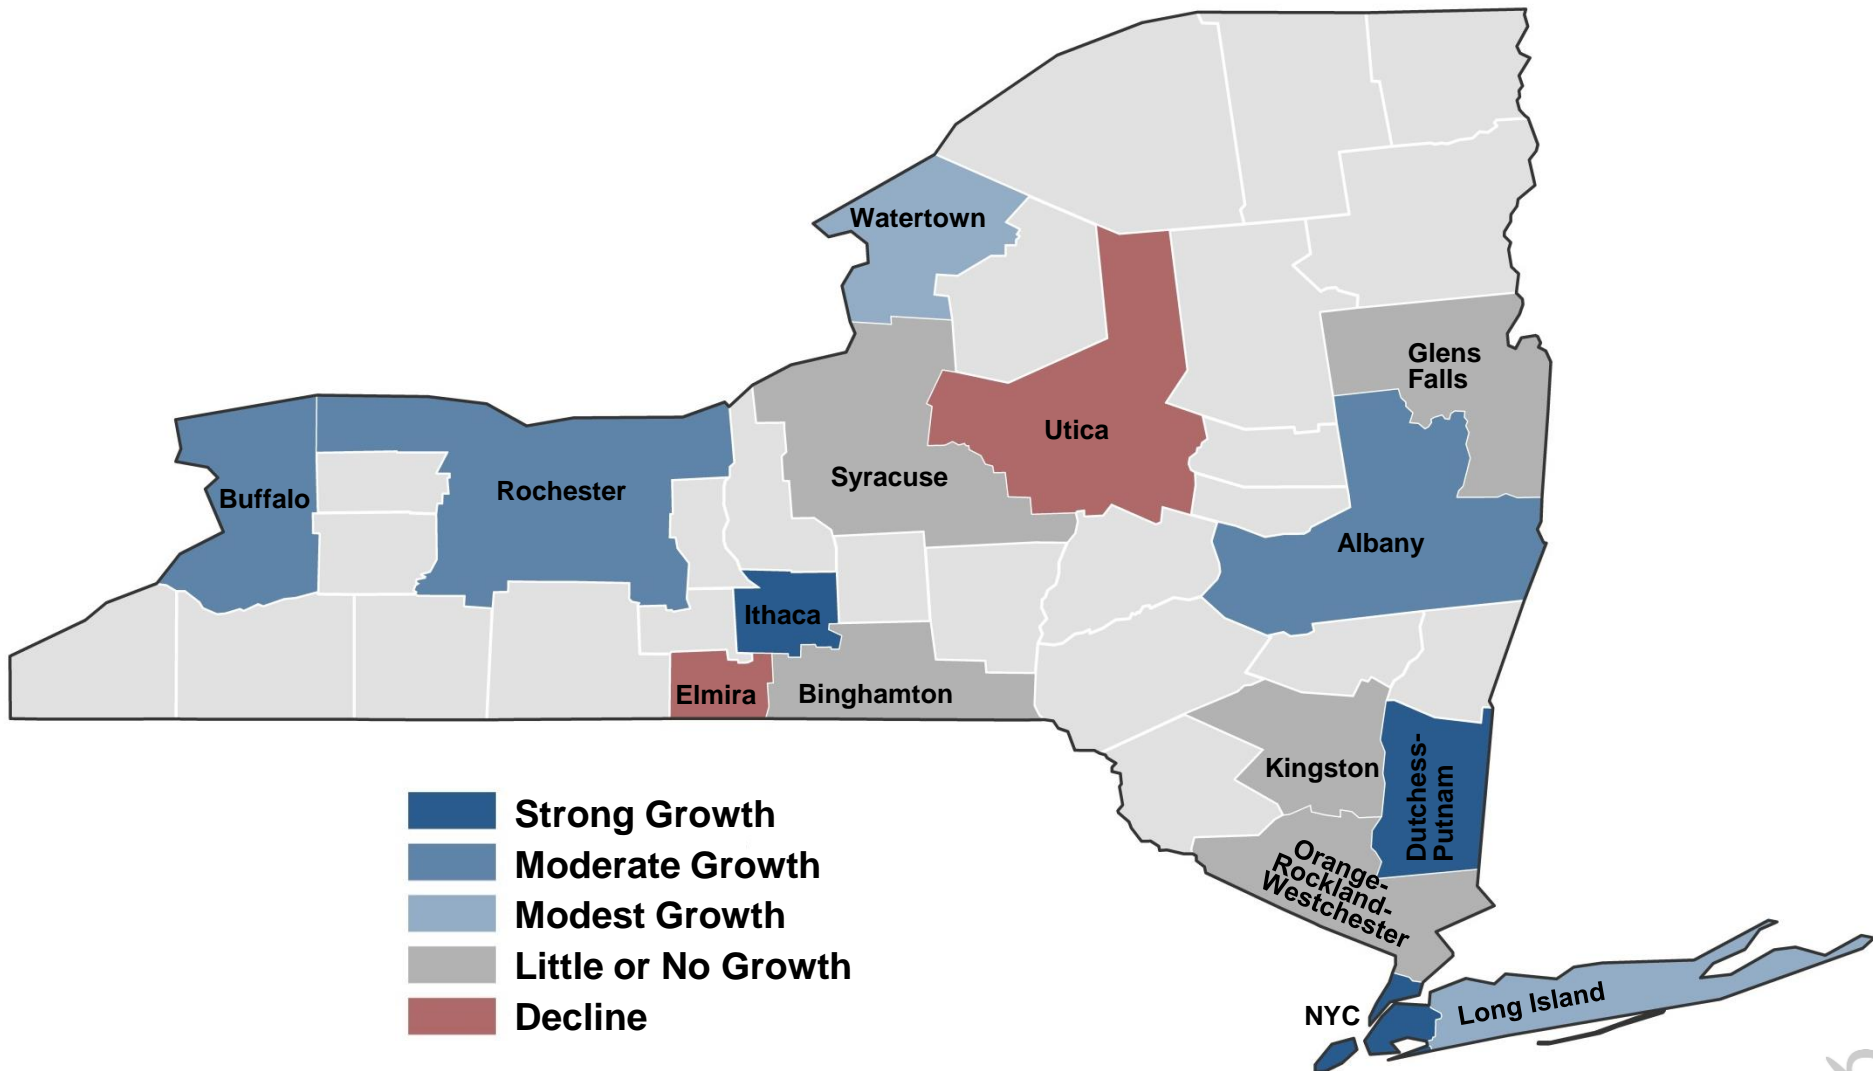 Watertown
Glens
Falls
Utica
Syracuse
Rochester
Buffalo
Albany
Ithaca
Elmira
Binghamton
Kingston
Dutchess-
Putnam
Orange-
Rockland-
Westchester
NYC
Long Island
Strong Growth
Moderate Growth
Modest Growth
Little or No Growth
Decline